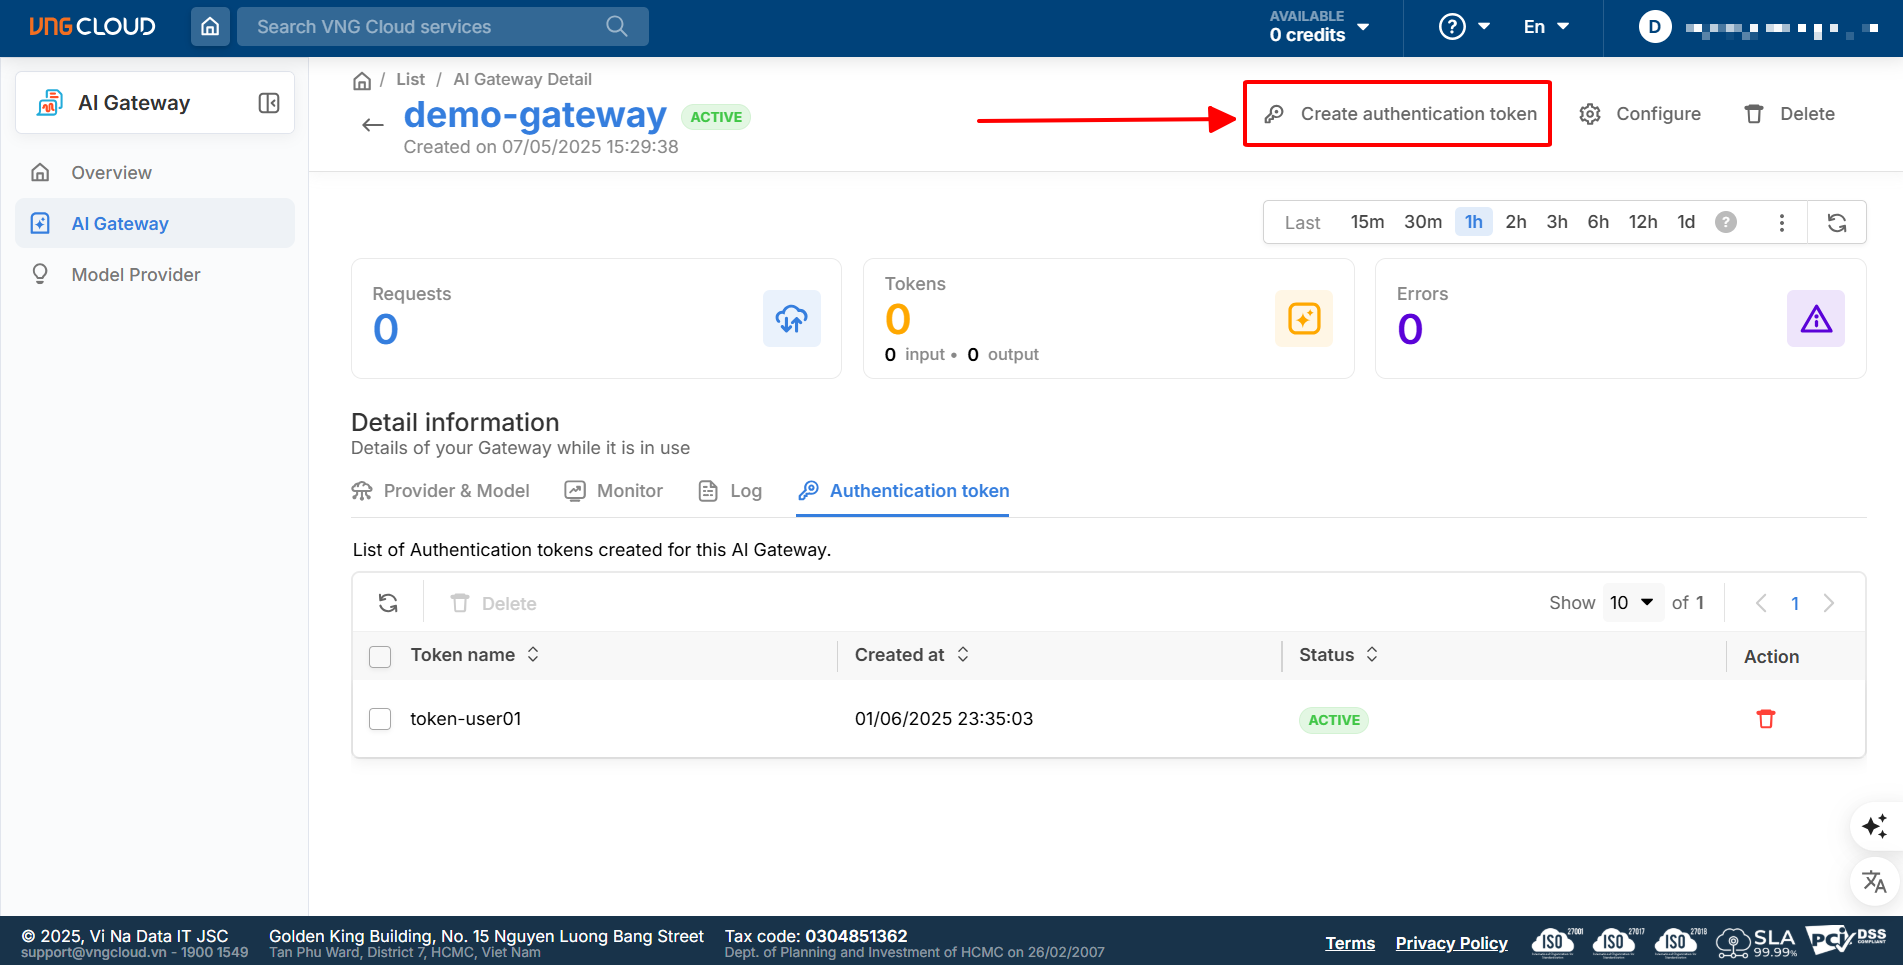 VNG CLOUD
Search VNG Cloud services
AVAILABLE
0 credits
?
En
D
AI Gateway
Overview
AI Gateway
Model Provider
/ List / AI Gateway Detail
demo-gateway ACTIVE
Created on 07/05/2025 15:29:38
Create authentication token
Configure
Delete
Last 15m 30m 1h 2h 3h 6h 12h 1d ?
Requests
0
Tokens
0
0 input • 0 output
Errors
0
Detail information
Details of your Gateway while it is in use
Provider & Model
Monitor
Log
Authentication token
List of Authentication tokens created for this AI Gateway.
Delete
Show 10 of 1
1
Token name
Created at
Status
Action
token-user01
01/06/2025 23:35:03
ACTIVE
© 2025, Vi Na Data IT JSC
support@vngcloud.vn - 1900 1549
Golden King Building, No. 15 Nguyen Luong Bang Street
Tan Phu Ward, District 7, HCMC, Viet Nam
Tax code: 0304851362
Dept. of Planning and Investment of HCMC on 26/02/2007
Terms
Privacy Policy
ISO 27001
ISO 27017
ISO 27018
SLA
99.99%
PCI DSS
COMPLIANT